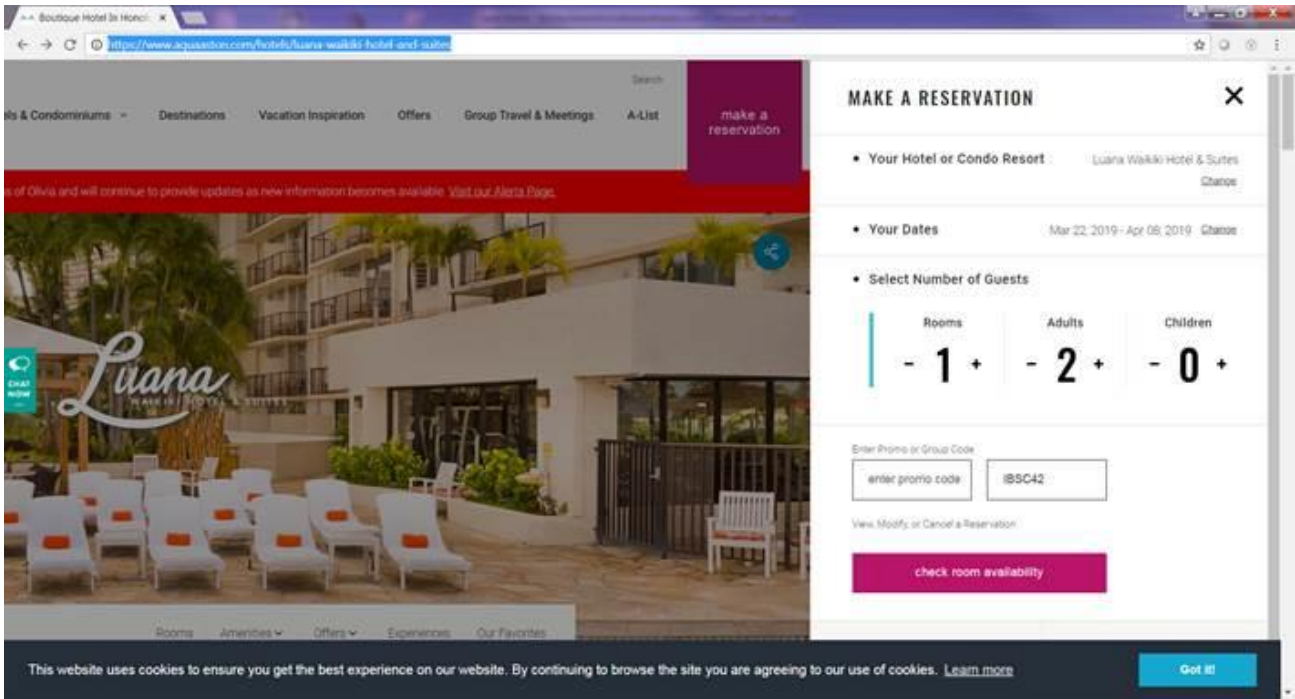 Boutique Hotel In Honol
https://www.aquaaston.com/hotels/luana-waikiki-hotel-and-suites
Search
els & Condominiums
Destinations
Vacation Inspiration
Offers
Group Travel & Meetings
A-List
make a
reservation
s of Olivia and will continue to provide updates as new information becomes available. Visit our Alerts Page.
Luana
WAIKIKI HOTEL & SUITES
CHAT
NOW
Rooms
Amenities
Offers
Experiences
Our Favorites
MAKE A RESERVATION
• Your Hotel or Condo Resort Luana Waikiki Hotel & Suites
Change
• Your Dates Mar 22, 2019 - Apr 08, 2019 Change
• Select Number of Guests
Rooms Adults Children
- 1 + - 2 + - 0 +
Enter Promo or Group Code
enter promo code IBSC42
View, Modify, or Cancel a Reservation
check room availability
This website uses cookies to ensure you get the best experience on our website. By continuing to browse the site you are agreeing to our use of cookies. Learn more
Got it!